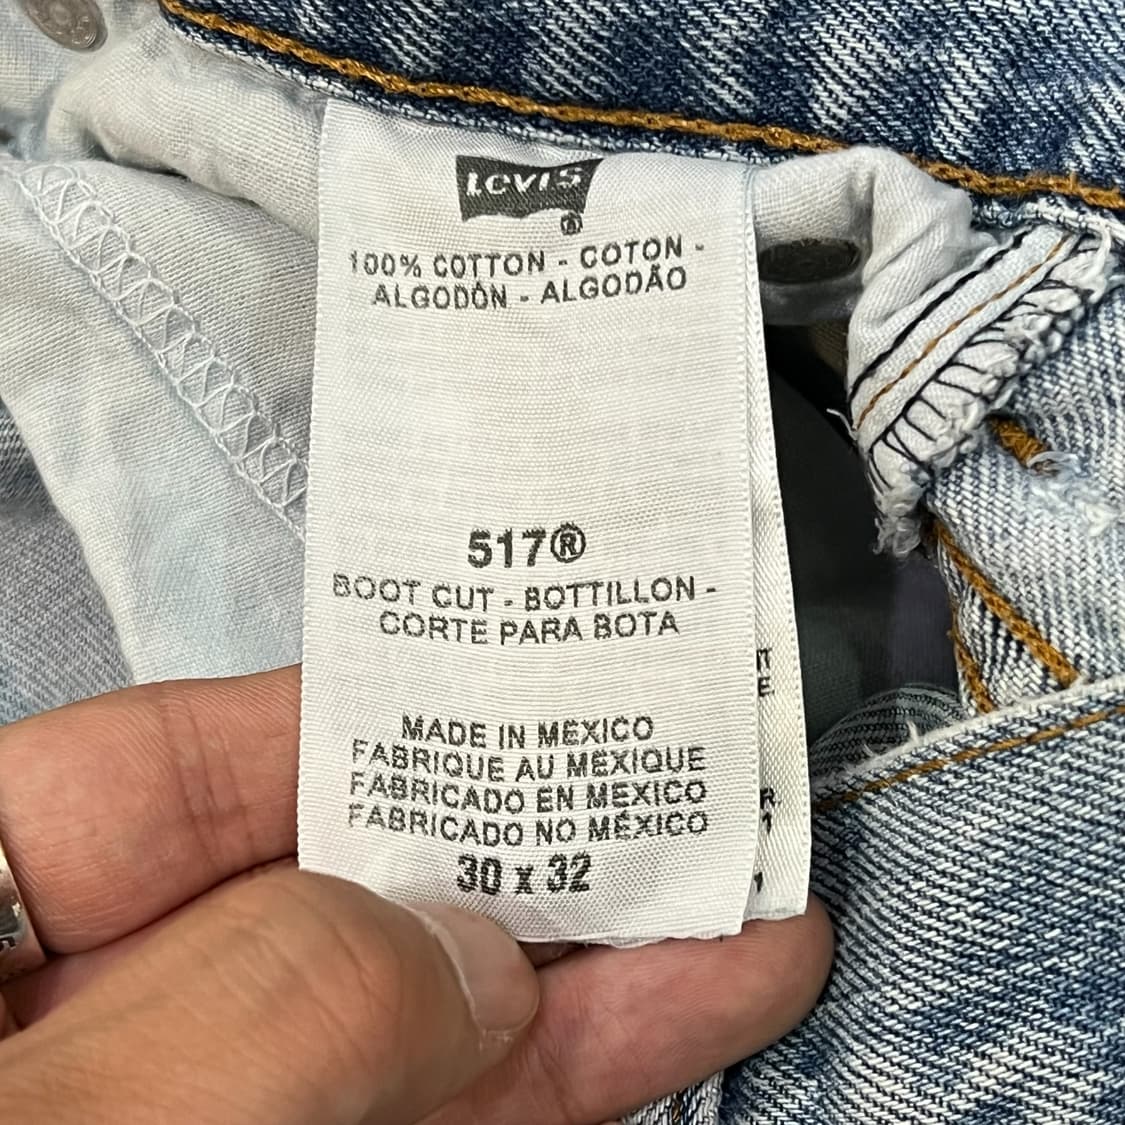 LEVI'S
®
100% COTTON - COTON -
ALGODÓN - ALGODÃO
517®
BOOT CUT - BOTTILLON -
CORTE PARA BOTA
MADE IN MEXICO
FABRIQUE AU MEXIQUE
FABRICADO EN MEXICO
FABRICADO NO MÉXICO
30 x 32